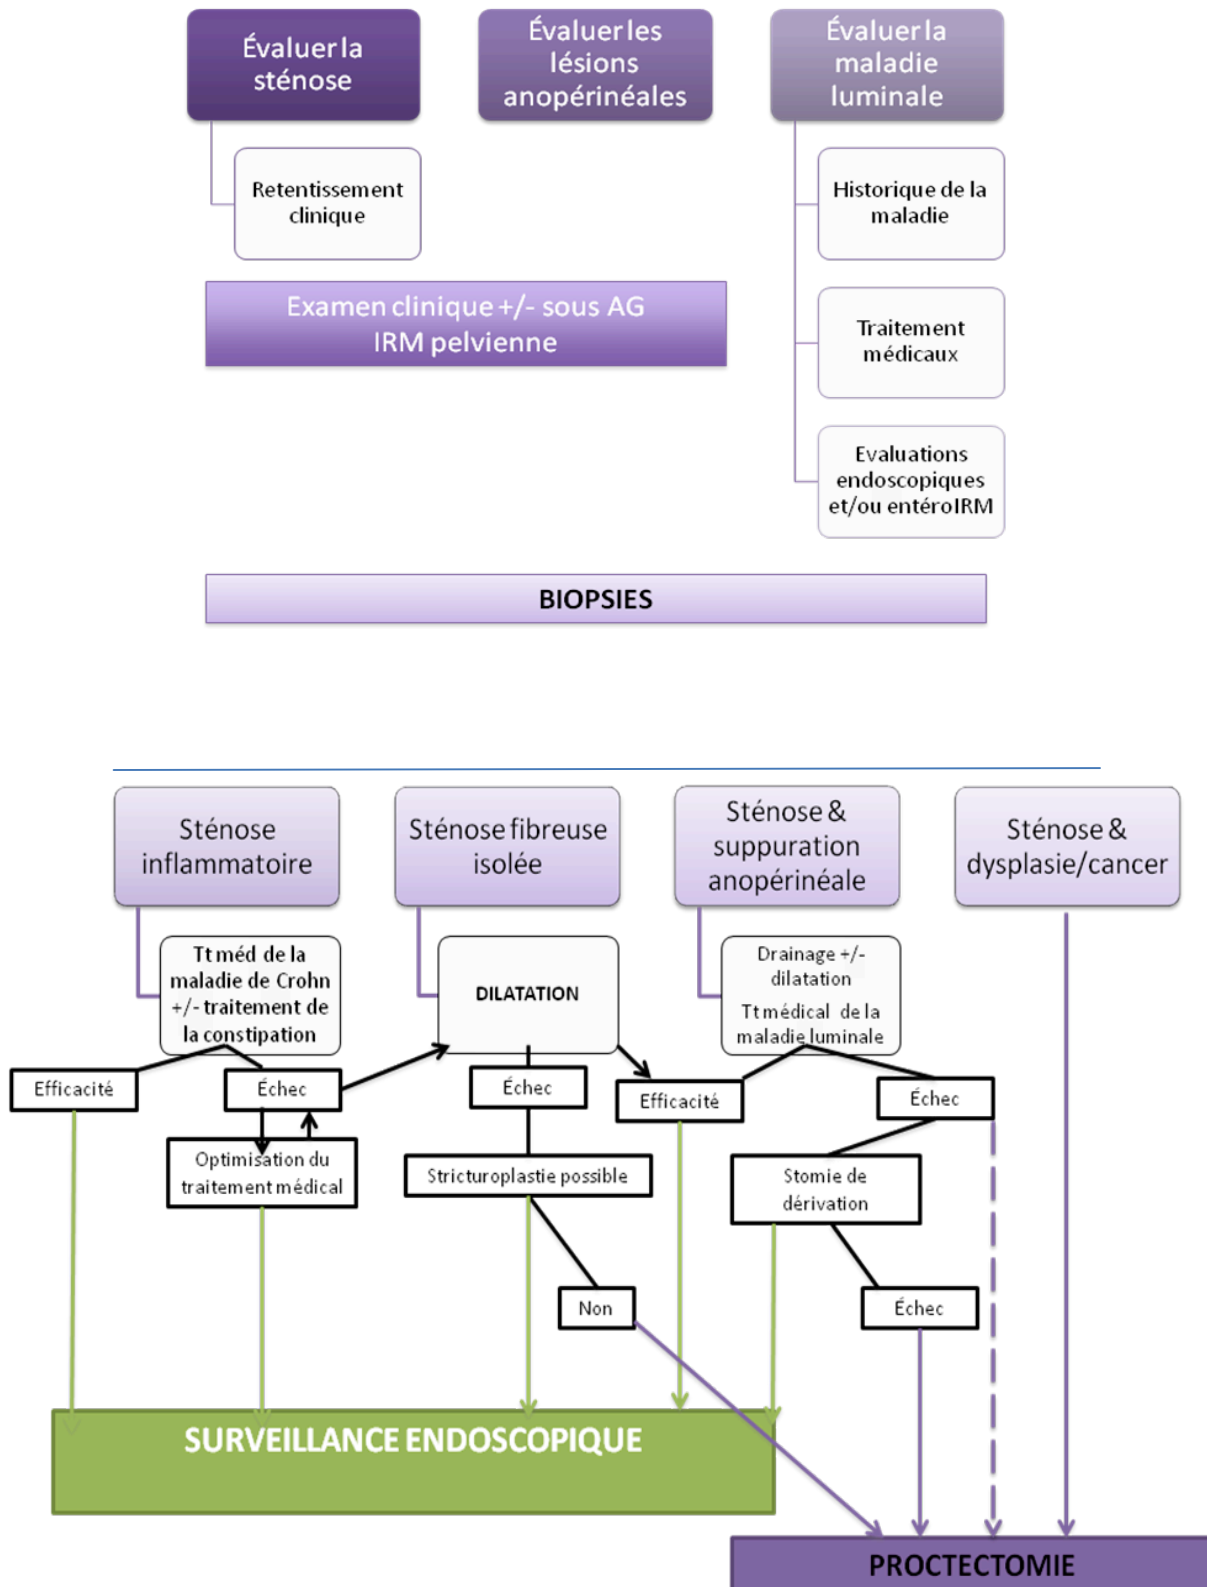 Évaluer la
sténose
Évaluer les
lésions
anopérinéales
Évaluer la
maladie
luminale
Retentissement
clinique
Historique de la
maladie
Examen clinique +/- sous AG
IRM pelvienne
Traitement
médicaux
Evaluations
endoscopiques
et/ou entéroIRM
BIOPSIES
Sténose
inflammatoire
Sténose fibreuse
isolée
Sténose &
suppuration
anopérinéale
Sténose &
dysplasie/cancer
Tt méd de la
maladie de Crohn
+/- traitement de
la constipation
DILATATION
Drainage +/-
dilatation
Tt médical de la
maladie luminale
Efficacité
Échec
Échec
Efficacité
Échec
Optimisation du
traitement médical
Stricturoplastie possible
Stomie de
dérivation
Non
Échec
SURVEILLANCE ENDOSCOPIQUE
PROCTECTOMIE